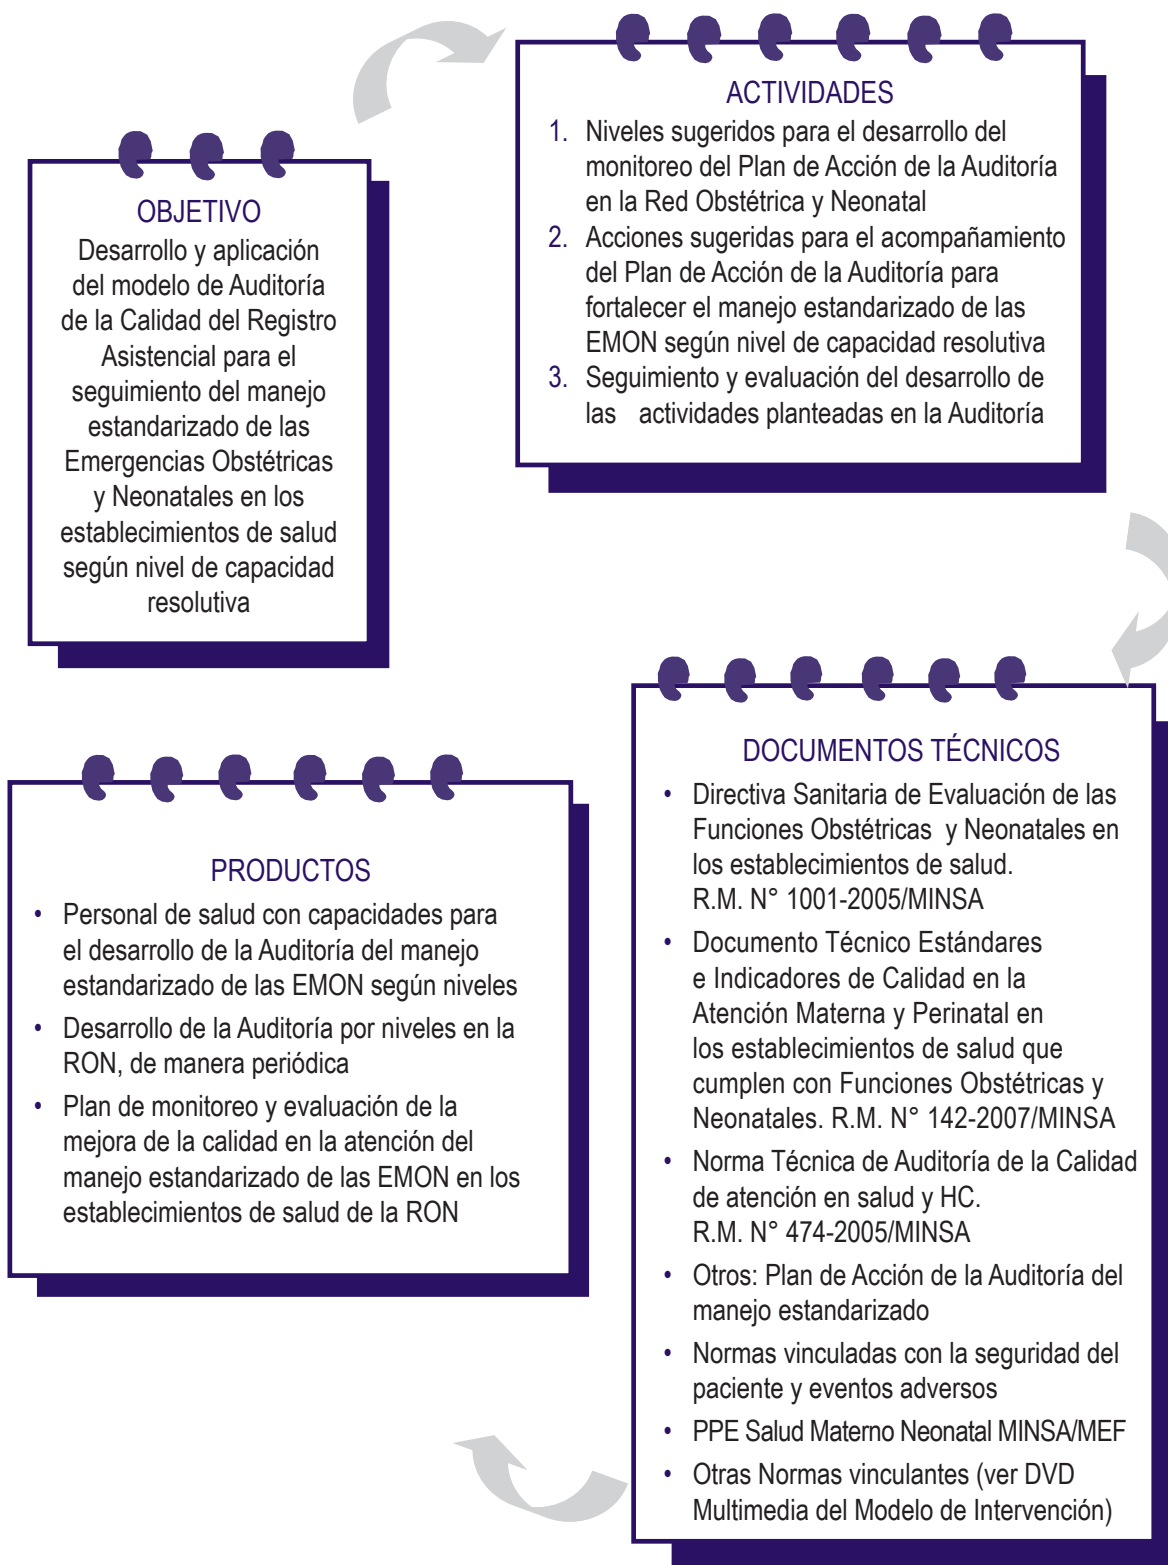 OBJETIVO
Desarrollo y aplicación
del modelo de Auditoría
de la Calidad del Registro
Asistencial para el
seguimiento del manejo
estandarizado de las
Emergencias Obstétricas
y Neonatales en los
establecimientos de salud
según nivel de capacidad
resolutiva
ACTIVIDADES
1. Niveles sugeridos para el desarrollo del
monitoreo del Plan de Acción de la Auditoría
en la Red Obstétrica y Neonatal
2. Acciones sugeridas para el acompañamiento
del Plan de Acción de la Auditoría para
fortalecer el manejo estandarizado de las
EMON según nivel de capacidad resolutiva
3. Seguimiento y evaluación del desarrollo de
las actividades planteadas en la Auditoría
DOCUMENTOS TÉCNICOS
• Directiva Sanitaria de Evaluación de las
Funciones Obstétricas y Neonatales en
los establecimientos de salud.
R.M. N° 1001-2005/MINSA
• Documento Técnico Estándares
e Indicadores de Calidad en la
Atención Materna y Perinatal en
los establecimientos de salud que
cumplen con Funciones Obstétricas y
Neonatales. R.M. N° 142-2007/MINSA
• Norma Técnica de Auditoría de la Calidad
de atención en salud y HC.
R.M. N° 474-2005/MINSA
• Otros: Plan de Acción de la Auditoría del
manejo estandarizado
• Normas vinculadas con la seguridad del
paciente y eventos adversos
• PPE Salud Materno Neonatal MINSA/MEF
• Otras Normas vinculantes (ver DVD
Multimedia del Modelo de Intervención)
PRODUCTOS
• Personal de salud con capacidades para
el desarrollo de la Auditoría del manejo
estandarizado de las EMON según niveles
• Desarrollo de la Auditoría por niveles en la
RON, de manera periódica
• Plan de monitoreo y evaluación de la
mejora de la calidad en la atención del
manejo estandarizado de las EMON en los
establecimientos de salud de la RON